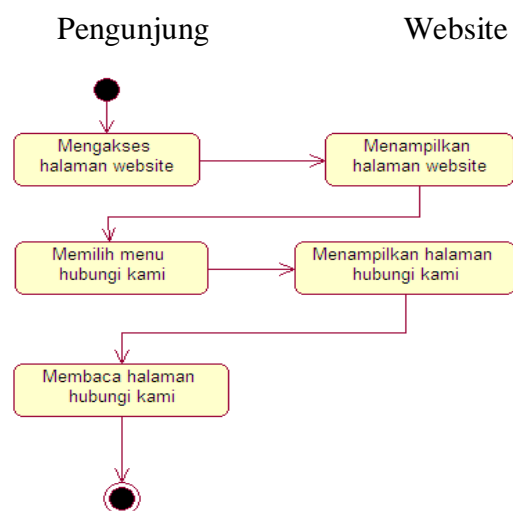 Pengunjung Website
Mengakses
halaman website
Menampilkan
halaman website
Memilih menu
hubungi kami
Menampilkan halaman
hubungi kami
Membaca halaman
hubungi kami